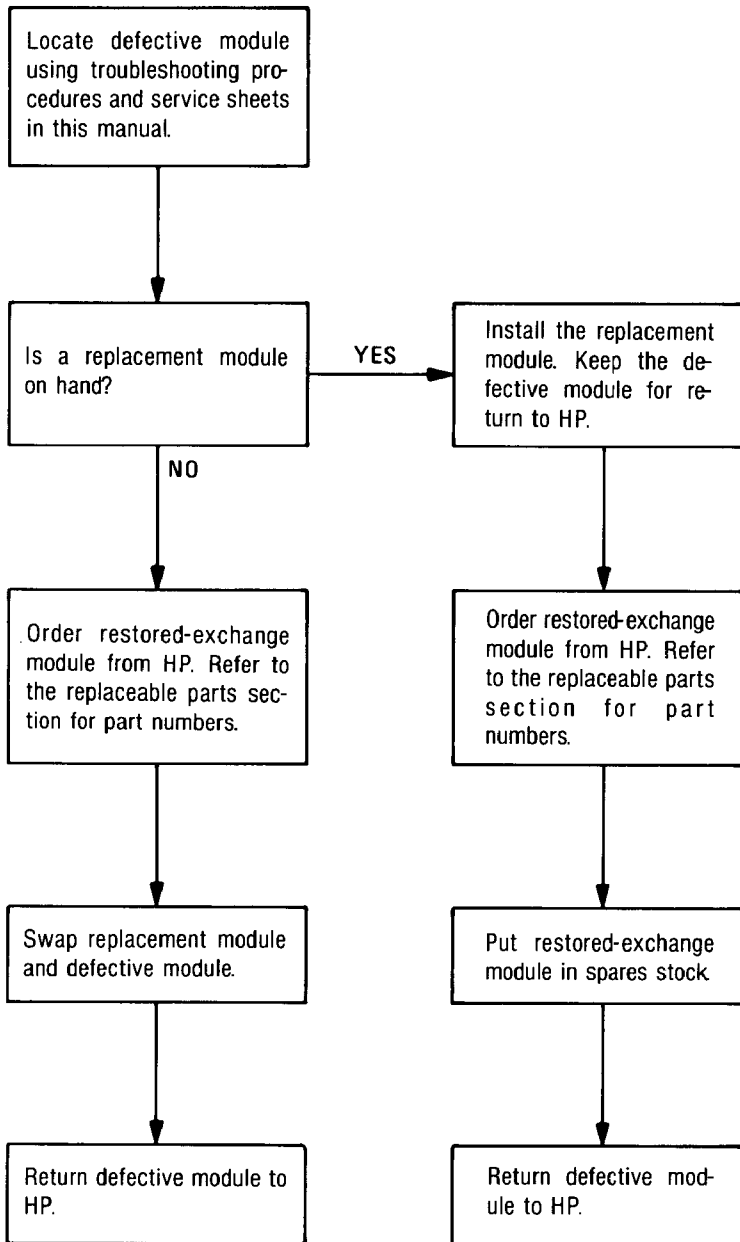 Locate defective module
using troubleshooting pro-
cedures and service sheets
in this manual.
Is a replacement module
on hand?
YES
NO
Install the replacement
module. Keep the de-
fective module for re-
turn to HP.
Order restored-exchange
module from HP. Refer to
the replaceable parts sec-
tion for part numbers.
Order restored-exchange
module from HP. Refer
to the replaceable parts
section for part
numbers.
Swap replacement module
and defective module.
Put restored-exchange
module in spares stock.
Return defective module to
HP.
Return defective mod-
ule to HP.